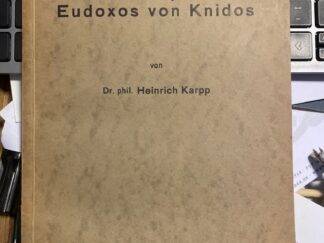 Eudoxos von Knidos
von
Dr. phil. Heinrich Karpp